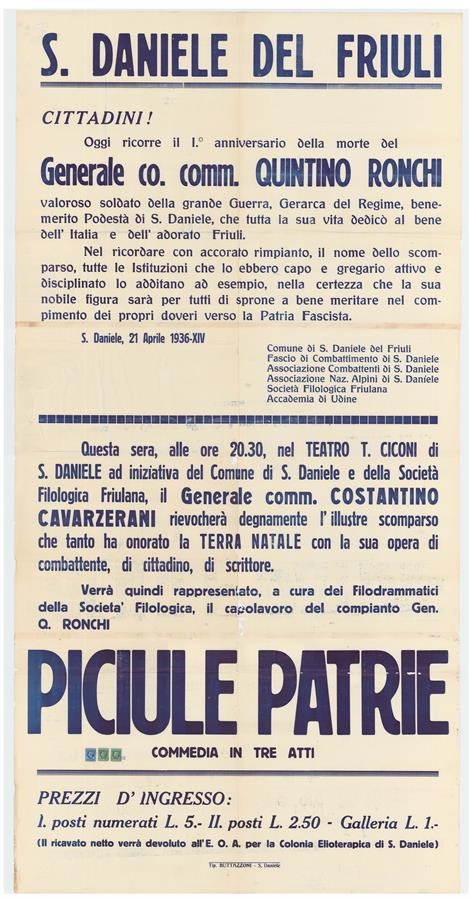 S. DANIELE DEL FRIULI
CITTADINI!
Oggi ricorre il I.° anniversario della morte del
Generale co. comm. QUINTINO RONCHI
valoroso soldato della grande Guerra, Gerarca del Regime, bene-
merito Podestà di S. Daniele, che tutta la sua vita dedicò al bene
dell' Italia e dell' adorato Friuli.
Nel ricordare con accorato rimpianto, il nome dello scom-
parso, tutte le Istituzioni che lo ebbero capo e gregario attivo e
disciplinato lo additano ad esempio, nella certezza che la sua
nobile figura sarà per tutti di sprone a bene meritare nel com-
pimento dei propri doveri verso la Patria Fascista.
S. Daniele, 21 Aprile 1936-XIV
Comune di S. Daniele del Friuli
Fascio di Combattimento di S. Daniele
Associazione Combattenti di S. Daniele
Associazione Naz. Alpini di S. Daniele
Società Filologica Friulana
Accademia di Udine
Questa sera, alle ore 20.30, nel TEATRO T. CICONI di
S. DANIELE ad iniziativa del Comune di S. Daniele e della Società
Filologica Friulana, il Generale comm. COSTANTINO
CAVARZERANI rievocherà degnamente l'illustre scomparso
che tanto ha onorato la TERRA NATALE con la sua opera di
combattente, di cittadino, di scrittore.
Verrà quindi rappresentato, a cura dei Filodrammatici
della Societa' Filologica, il capolavoro del compianto Gen.
Q. RONCHI
PICIULE PATRIE
COMMEDIA IN TRE ATTI
PREZZI D' INGRESSO:
I. posti numerati L. 5.- II. posti L. 2.50 - Galleria L. 1.-
(Il ricavato netto verrà devoluto all'E. O. A. per la Colonia Elioterapica di S. Daniele)
Tip. BUTTAZZONI - S. Daniele